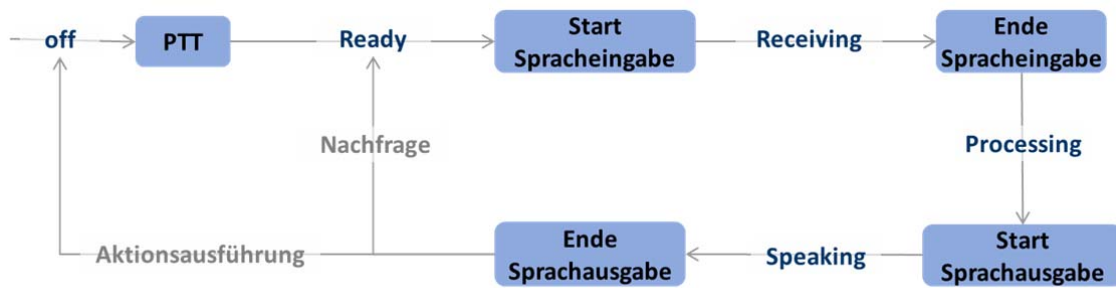 off
PTT
Ready
Start
Spracheingabe
Receiving
Ende
Spracheingabe
Nachfrage
Processing
Aktionsausführung
Ende
Sprachausgabe
Speaking
Start
Sprachausgabe